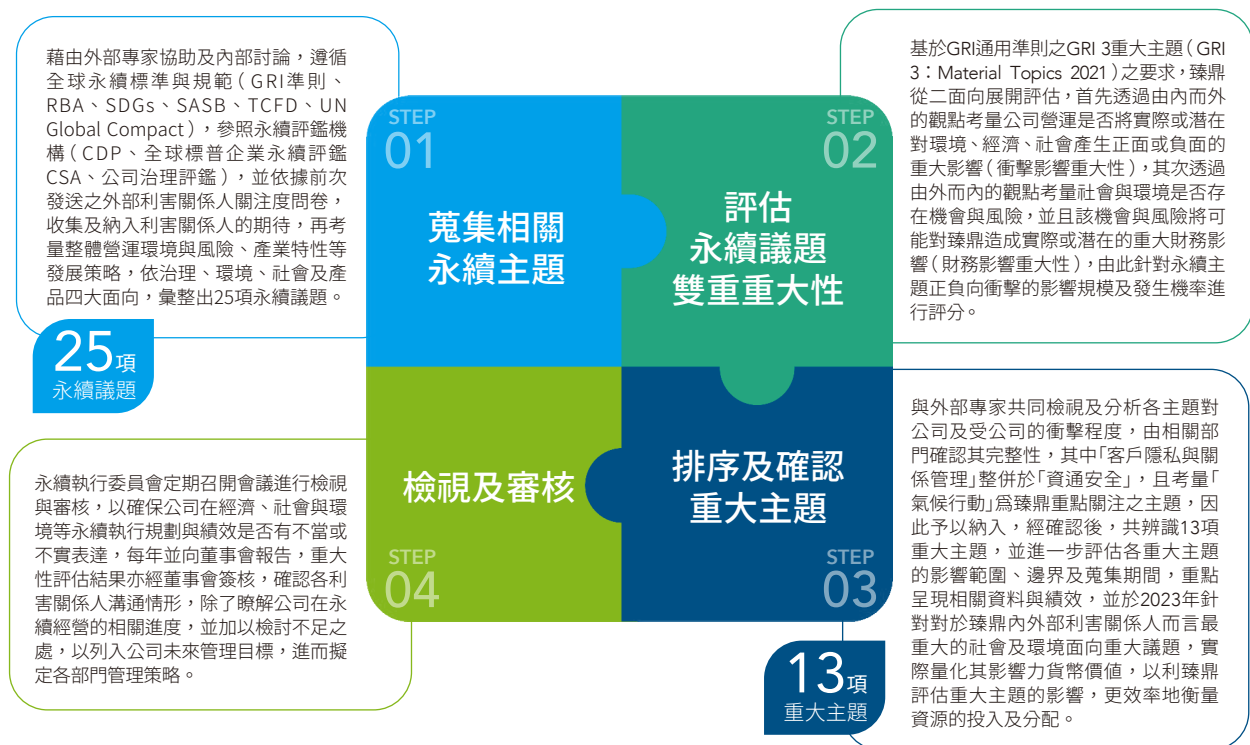 藉由外部專家協助及內部討論，遵循
全球永續標準與規範（GRI準則、
RBA、SDGs、SASB、TCFD、UN
Global Compact），參照永續評鑑機
構（CDP、全球標普企業永續評鑑
CSA、公司治理評鑑），並依據前次
發送之外部利害關係人關注度問卷，
收集及納入利害關係人的期待，再考
量整體營運環境與風險、產業特性等
發展策略，依治理、環境、社會及產
品四大面向，彙整出25項永續議題。
25項
永續議題
STEP
01
蒐集相關
永續主題
STEP
02
評估
永續議題
雙重重大性
基於GRI通用準則之GRI 3重大主題（GRI
3：Material Topics 2021）之要求，臻鼎
從二面向展開評估，首先透過由內而外
的觀點考量公司營運是否將實際或潛在
對環境、經濟、社會產生正面或負面的
重大影響（衝擊影響重大性），其次透過
由外而內的觀點考量社會與環境是否存
在機會與風險，並且該機會與風險將可
能對臻鼎造成實際或潛在的重大財務影
響（財務影響重大性），由此針對永續主
題正負向衝擊的影響規模及發生機率進
行評分。
排序及確認
重大主題
STEP
03
與外部專家共同檢視及分析各主題對
公司及受公司的衝擊程度，由相關部
門確認其完整性，其中「客戶隱私與關
係管理」整併於「資通安全」，且考量「
氣候行動」為臻鼎重點關注之主題，因
此予以納入，經確認後，共辨識13項
重大主題，並進一步評估各重大主題
的影響範圍、邊界及蒐集期間，重點
呈現相關資料與績效，並於2023年針
對對於臻鼎內外部利害關係人而言最
重大的社會及環境面向重大議題，實
際量化其影響力貨幣價值，以利臻鼎
評估重大主題的影響，更效率地衡量
資源的投入及分配。
13項
重大主題
檢視及審核
STEP
04
永續執行委員會定期召開會議進行檢視
與審核，以確保公司在經濟、社會與環
境等永續執行規劃與績效是否有不當或
不實表達，每年並向董事會報告，重大
性評估結果亦經董事會簽核，確認各利
害關係人溝通情形，除了瞭解公司在永
續經營的相關進度，並加以檢討不足之
處，以列入公司未來管理目標，進而擬
定各部門管理策略。